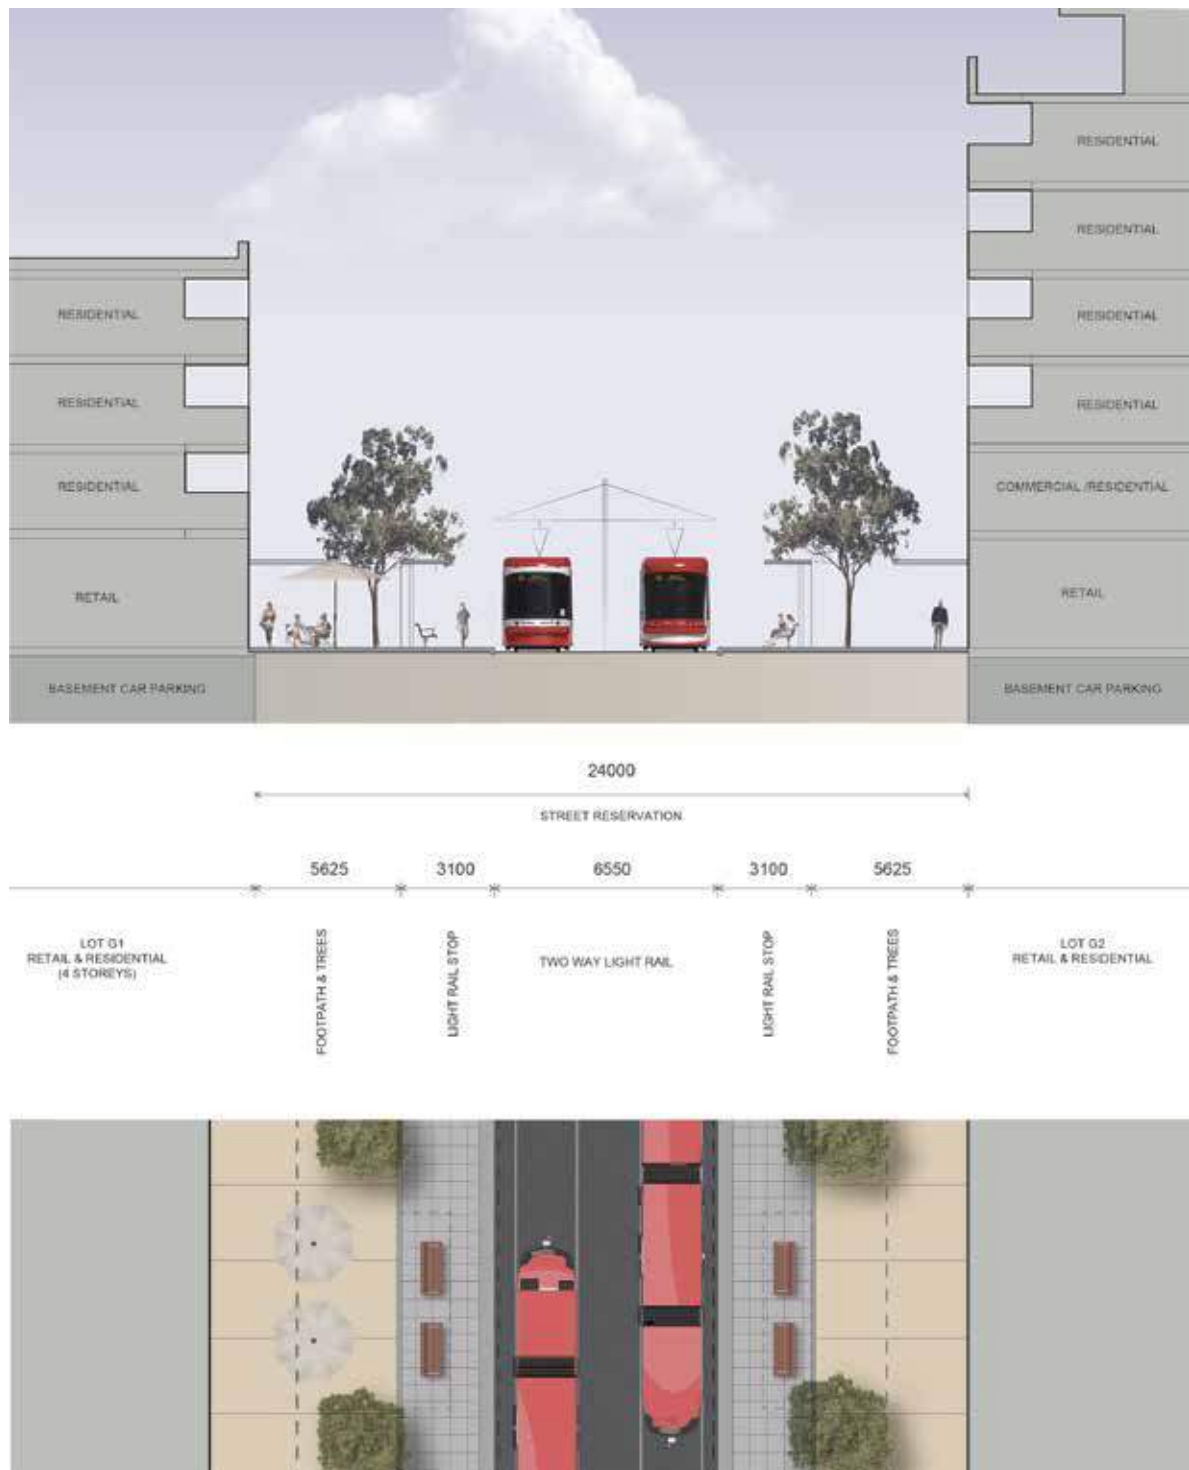 RESIDENTIAL
RESIDENTIAL
RESIDENTIAL
RESIDENTIAL
RESIDENTIAL
RESIDENTIAL
RESIDENTIAL
RESIDENTIAL
COMMERCIAL /RESIDENTIAL
RETAIL
RETAIL
BASEMENT CAR PARKING
BASEMENT CAR PARKING
24000
STREET RESERVATION
5625
3100
6550
3100
5625
LOT G1
RETAIL & RESIDENTIAL
(4 STOREYS)
FOOTPATH & TREES
LIGHT RAIL STOP
TWO WAY LIGHT RAIL
LIGHT RAIL STOP
FOOTPATH & TREES
LOT G2
RETAIL & RESIDENTIAL